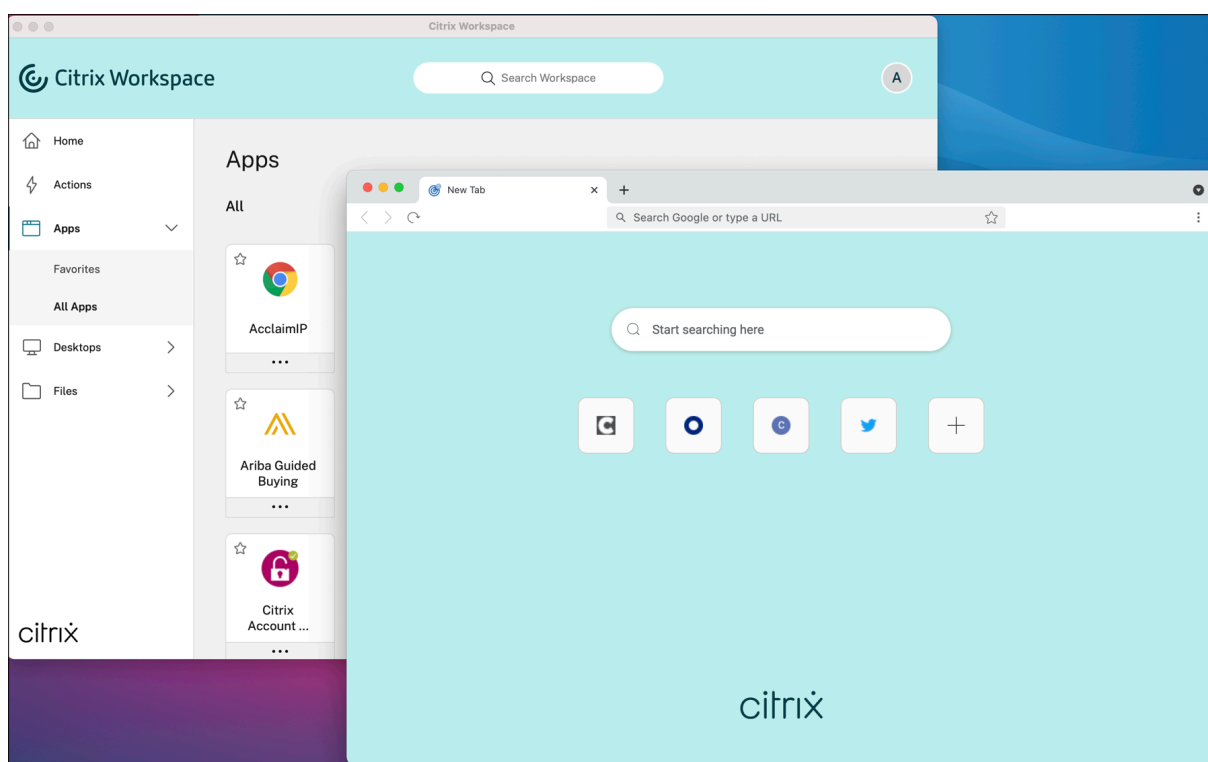 Citrix Workspace
Citrix Workspace
Search Workspace
A
Home
Actions
Apps
Favorites
All Apps
Desktops
Files
citrix
Apps
All
AcclaimIP
Ariba Guided
Buying
Citrix
Account ...
New Tab
Search Google or type a URL
Start searching here
C
C
citrix